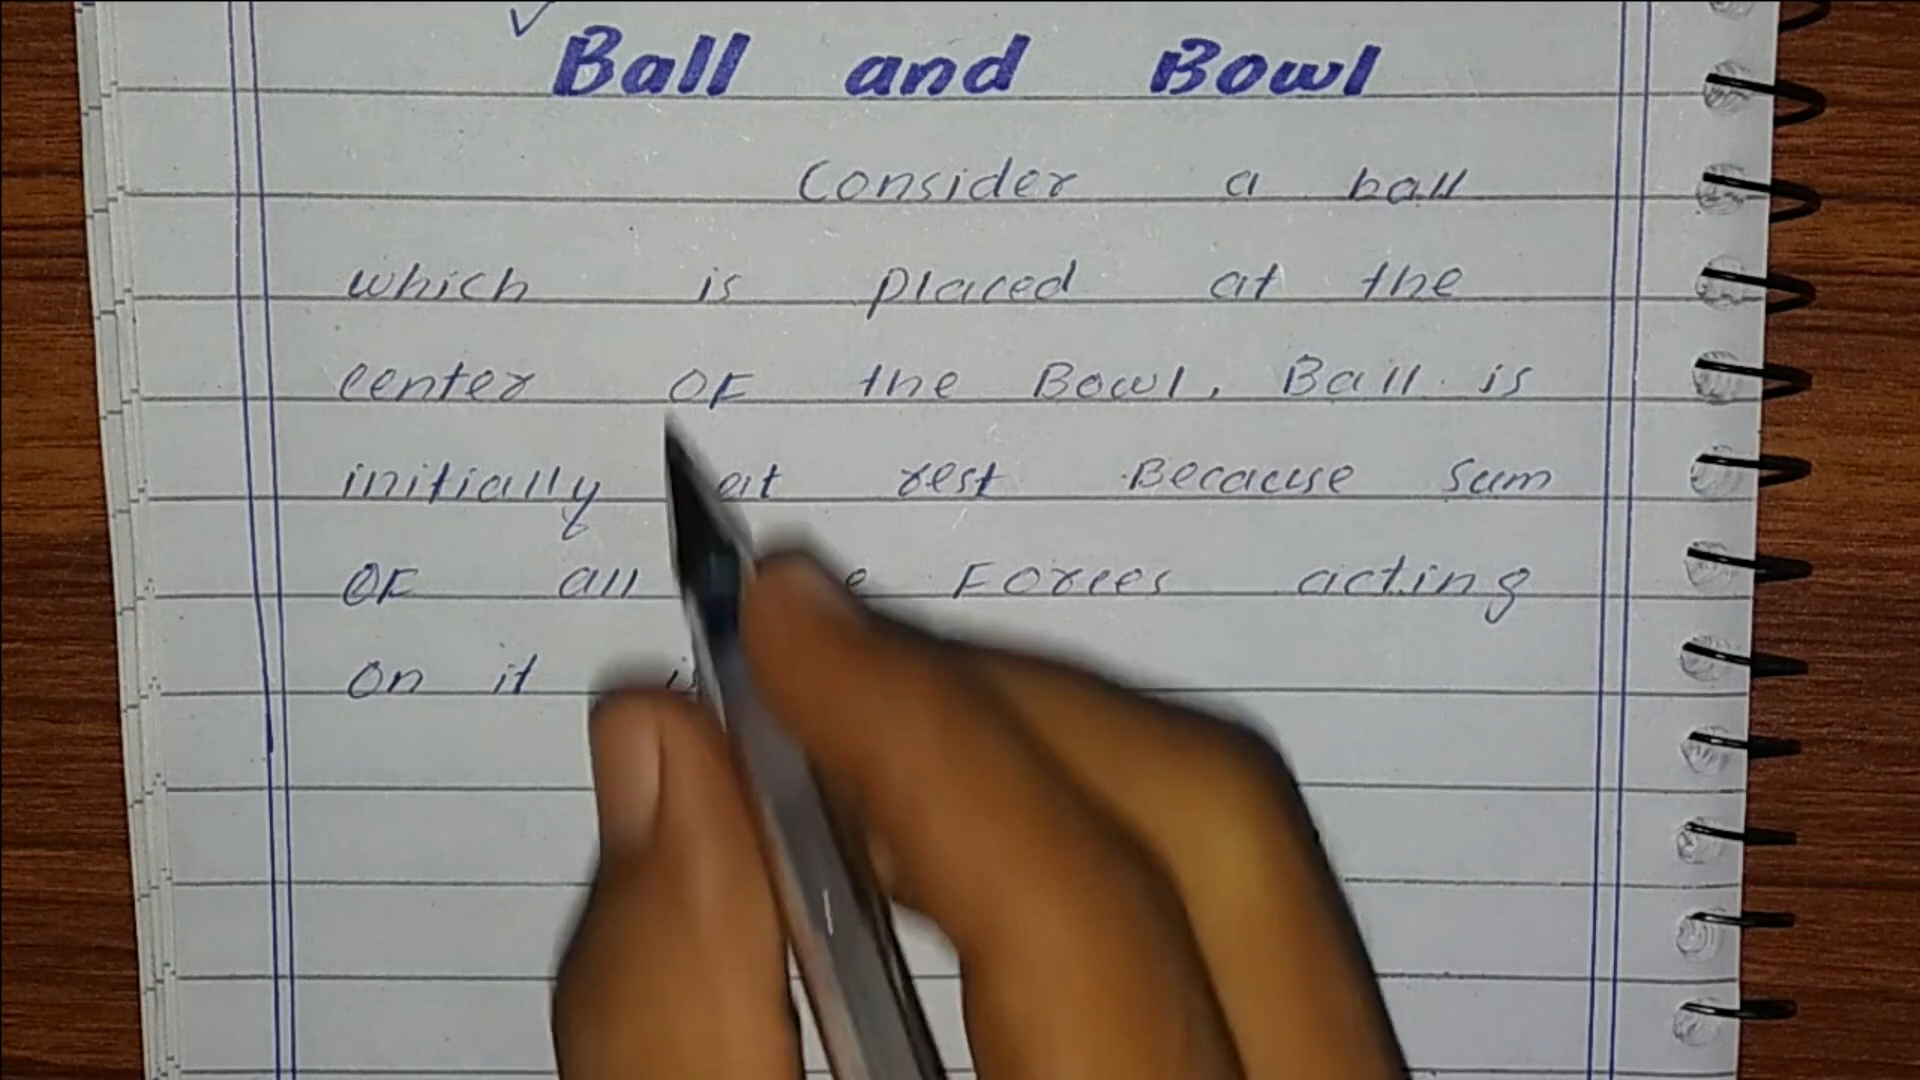 Ball and Bowl
Consider a ball
which is placed at the
center OF the Bowl. Ball is
initially at rest Because sum
OF all Forces acting
on it is